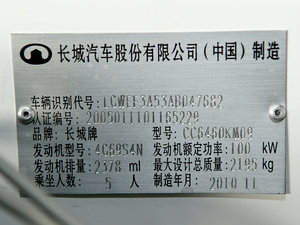 长城汽车股份有限公司（中国）制造
车辆识别代号：LGWFF3A53AB047682
认证编号：2005011101165229
品牌：长城牌 型号：CC6460KM09
发动机型号：4G69S4N 发动机额定功率：100 kW
发动机排量：2378 ml 最大设计总质量：2195 kg
乘坐人数：5 人 制造年月：2010 11